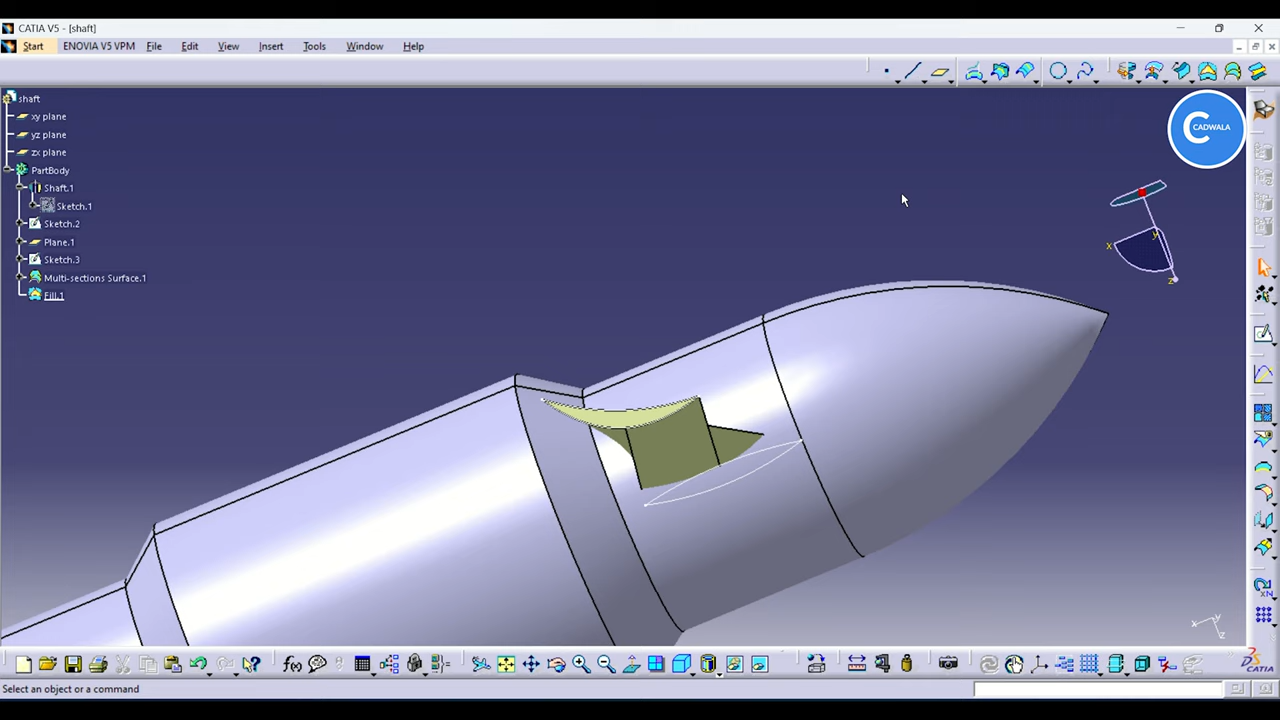 CATIA V5 - [shaft]
Start ENOVIA V5 VPM File Edit View Insert Tools Window Help
C CADWALA
shaft
xy plane
yz plane
zx plane
PartBody
Shaft.1
Sketch.1
Sketch.2
Plane.1
Sketch.3
Multi-sections Surface.1
Fill.1
x
y
z
x y
z
f(x)
CATIA
Select an object or a command